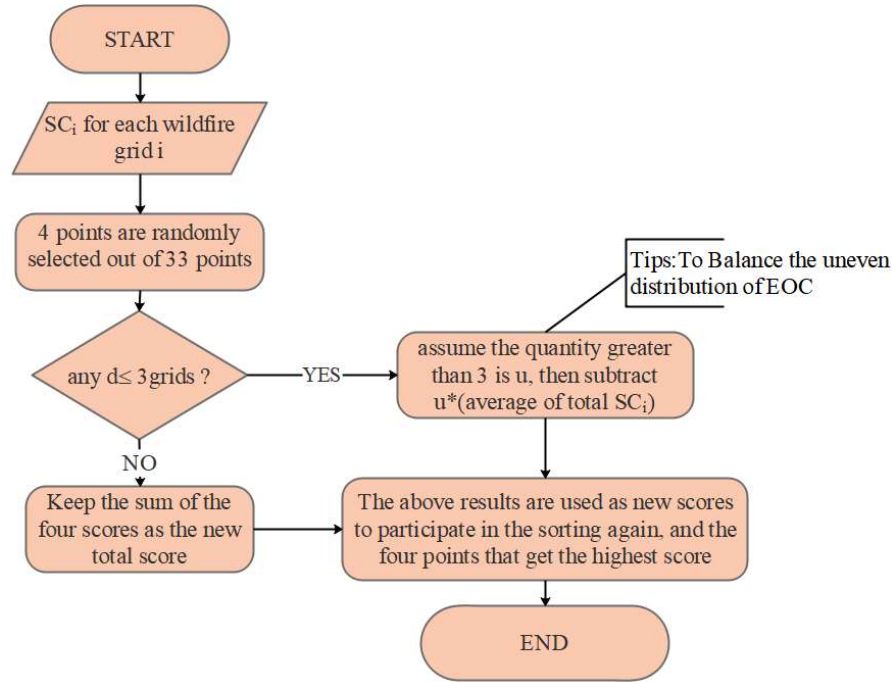 START
SCᵢ for each wildfire
grid i
4 points are randomly
selected out of 33 points
Tips:To Balance the uneven
distribution of EOC
any d≤ 3grids ?
YES
assume the quantity greater
than 3 is u, then subtract
u*(average of total SCᵢ)
NO
Keep the sum of the
four scores as the new
total score
The above results are used as new scores
to participate in the sorting again, and the
four points that get the highest score
END